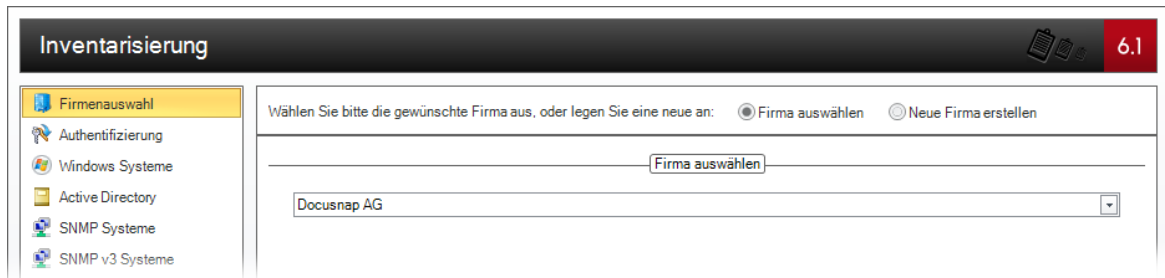 Inventarisierung
6.1
Firmenauswahl
Authentifizierung
Windows Systeme
Active Directory
SNMP Systeme
SNMP v3 Systeme
Wählen Sie bitte die gewünschte Firma aus, oder legen Sie eine neue an: Firma auswählen Neue Firma erstellen
Firma auswählen
Docusnap AG